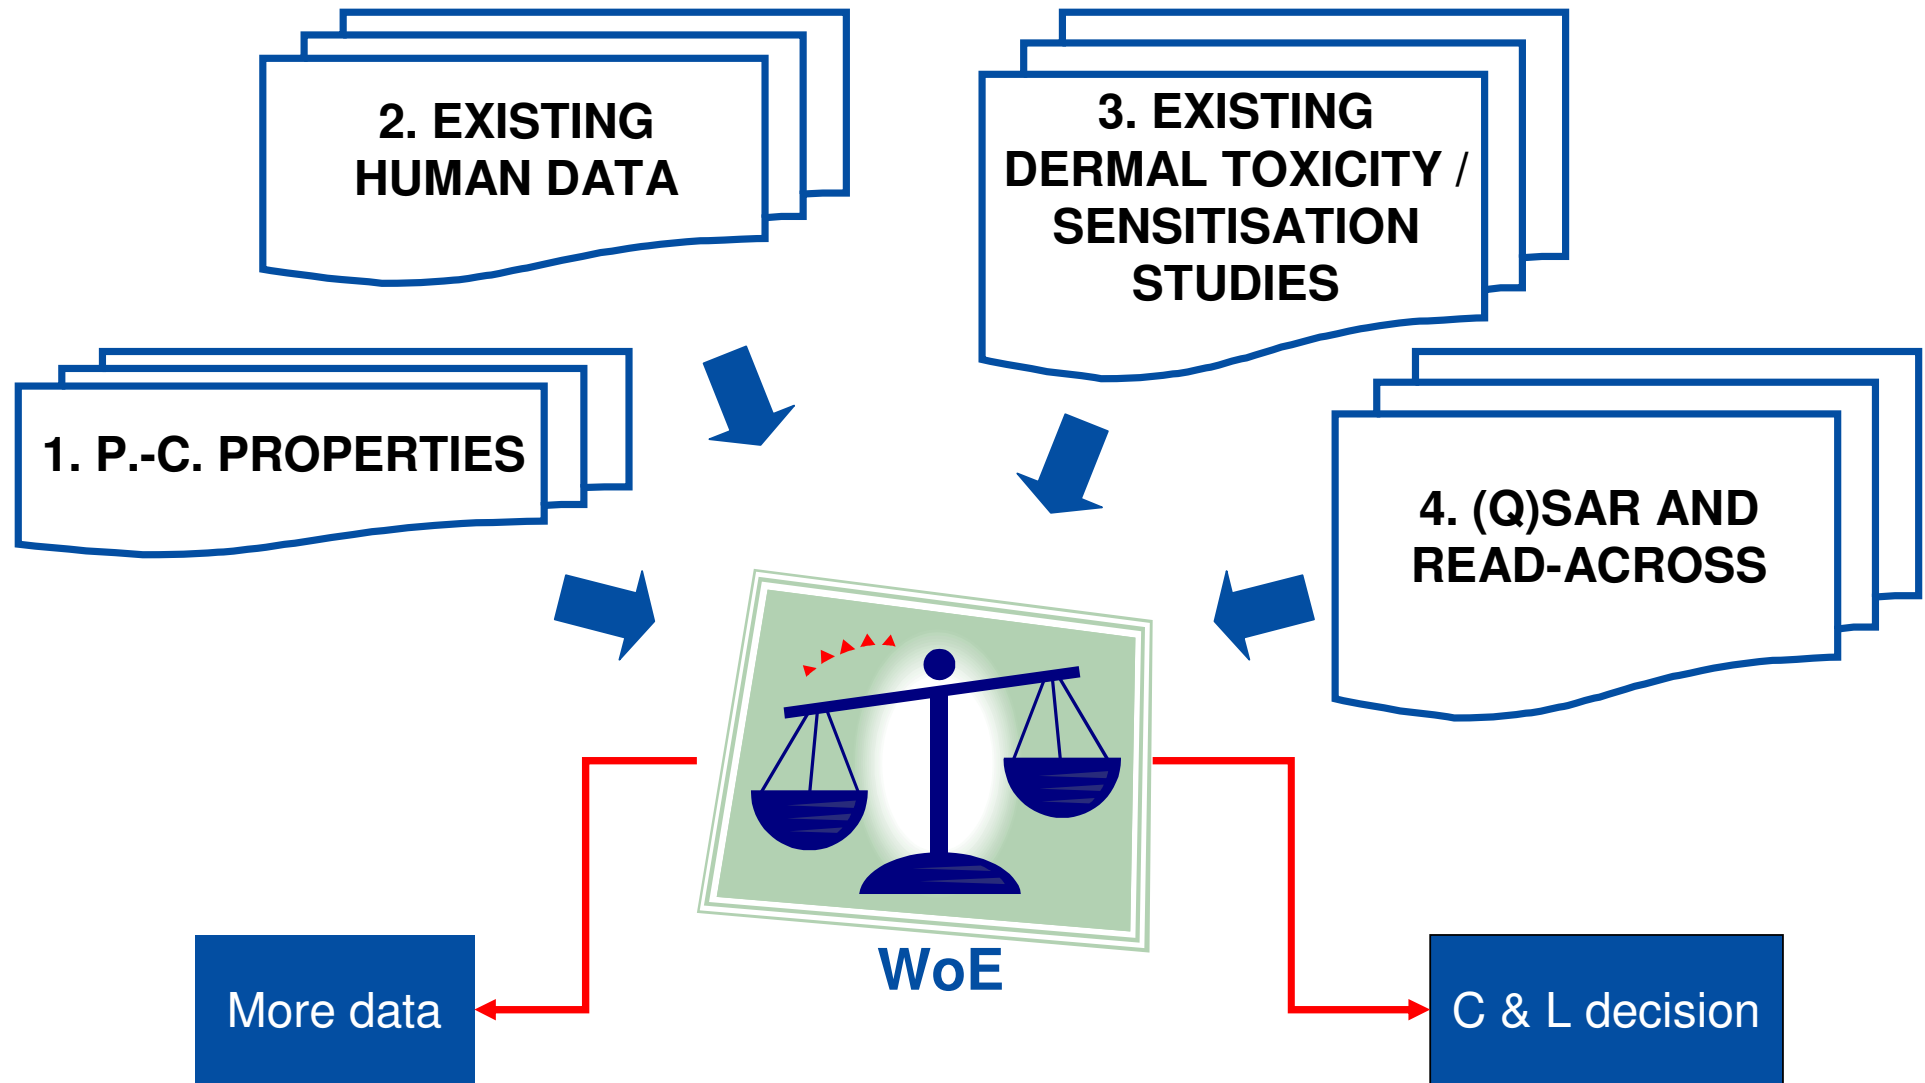 2. EXISTING
HUMAN DATA
3. EXISTING
DERMAL TOXICITY /
SENSITISATION
STUDIES
1. P.-C. PROPERTIES
4. (Q)SAR AND
READ-ACROSS
WoE
More data
C & L decision